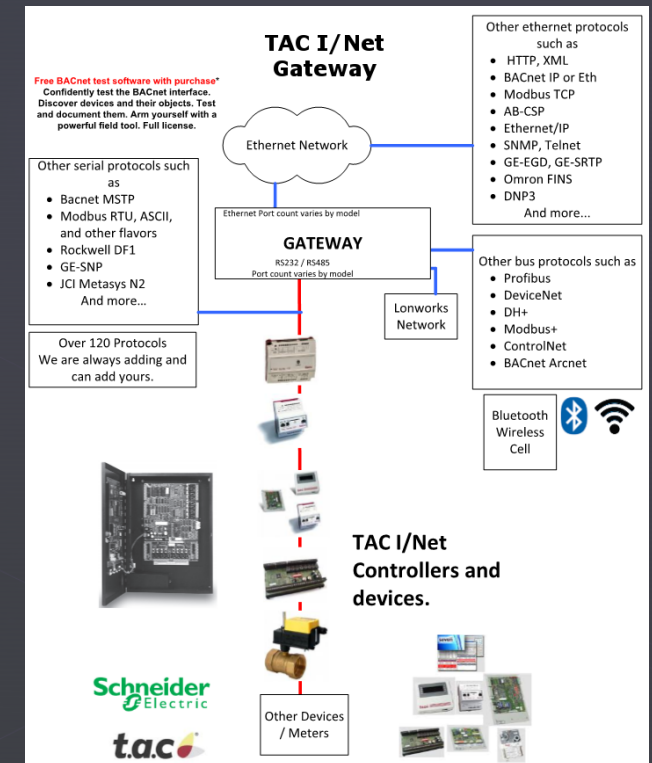 TAC I/Net
Gateway
Free BACnet test software with purchase*
Confidently test the BACnet interface.
Discover devices and their objects. Test
and document them. Arm yourself with a
powerful field tool. Full license.
Ethernet Network
Other ethernet protocols
such as
• HTTP, XML
• BACnet IP or Eth
• Modbus TCP
• AB-CSP
• Ethernet/IP
• SNMP, Telnet
• GE-EGD, GE-SRTP
• Omron FINS
• DNP3
And more...
Other serial protocols such
as
• Bacnet MSTP
• Modbus RTU, ASCII,
and other flavors
• Rockwell DF1
• GE-SNP
• JCI Metasys N2
And more...
Ethernet Port count varies by model
GATEWAY
RS232 / RS485
Port count varies by model
Other bus protocols such as
• Profibus
• DeviceNet
• DH+
• Modbus+
• ControlNet
• BACnet Arcnet
Lonworks
Network
Over 120 Protocols
We are always adding and
can add yours.
Bluetooth
Wireless
Cell
TAC I/Net
Controllers and
devices.
Schneider
Electric
t.a.c
Other Devices
/ Meters